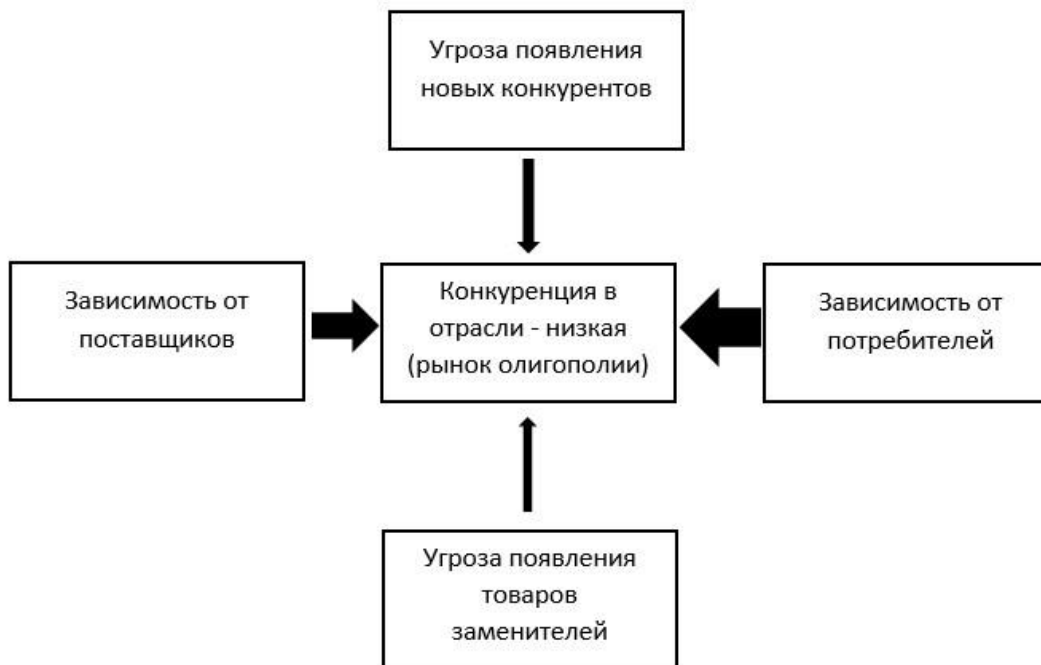 Угроза появления
новых конкурентов
Зависимость от
поставщиков
Конкуренция в
отрасли - низкая
(рынок олигополии)
Зависимость от
потребителей
Угроза появления
товаров
заменителей